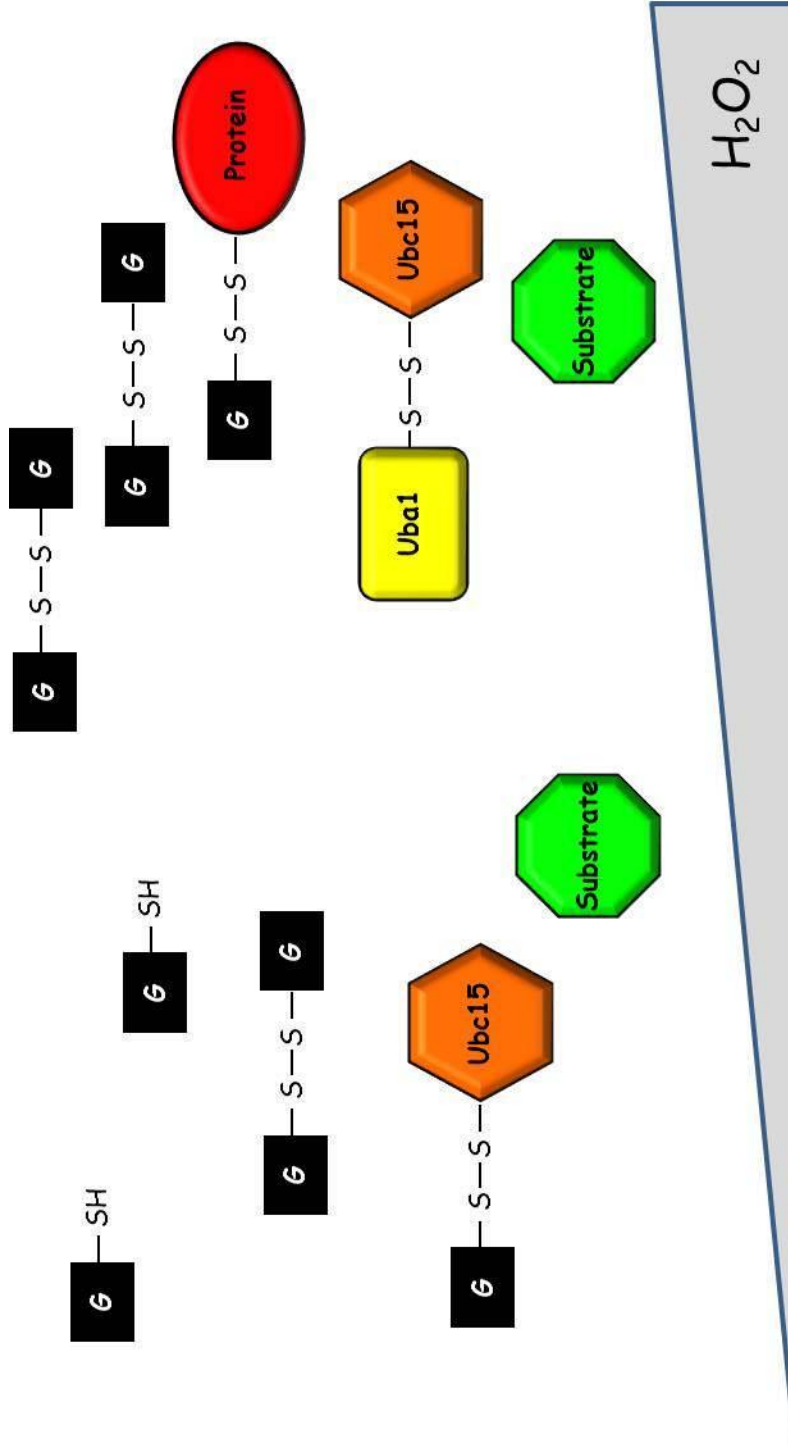 G—SH
G—SH
G—S—S—G
G—S—S—Ubc15
Substrate
G—S—S—G
G—S—S—G
G—S—S—Protein
Uba1—S—S—Ubc15
Substrate
H₂O₂